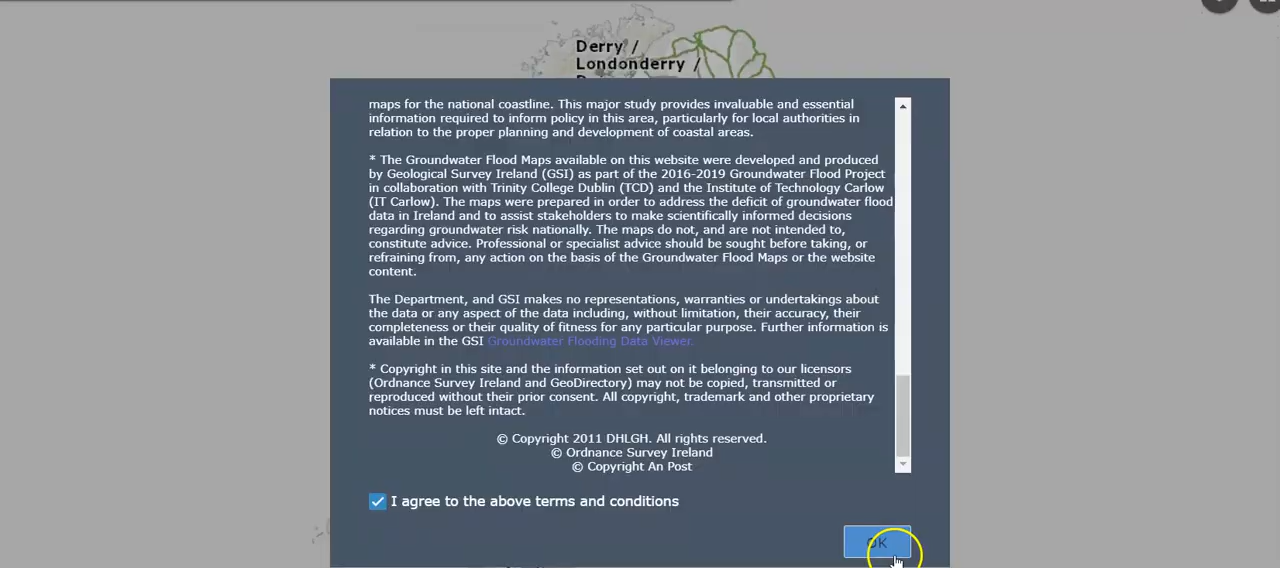 Derry /
Londonderry /
maps for the national coastline. This major study provides invaluable and essential
information required to inform policy in this area, particularly for local authorities in
relation to the proper planning and development of coastal areas.
* The Groundwater Flood Maps available on this website were developed and produced
by Geological Survey Ireland (GSI) as part of the 2016-2019 Groundwater Flood Project
in collaboration with Trinity College Dublin (TCD) and the Institute of Technology Carlow
(IT Carlow). The maps were prepared in order to address the deficit of groundwater flood
data in Ireland and to assist stakeholders to make scientifically informed decisions
regarding groundwater risk nationally. The maps do not, and are not intended to,
constitute advice. Professional or specialist advice should be sought before taking, or
refraining from, any action on the basis of the Groundwater Flood Maps or the website
content.
The Department, and GSI makes no representations, warranties or undertakings about
the data or any aspect of the data including, without limitation, their accuracy, their
completeness or their quality of fitness for any particular purpose. Further information is
available in the GSI Groundwater Flooding Data Viewer.
* Copyright in this site and the information set out on it belonging to our licensors
(Ordnance Survey Ireland and GeoDirectory) may not be copied, transmitted or
reproduced without their prior consent. All copyright, trademark and other proprietary
notices must be left intact.
© Copyright 2011 DHLGH. All rights reserved.
© Ordnance Survey Ireland
© Copyright An Post
I agree to the above terms and conditions
OK